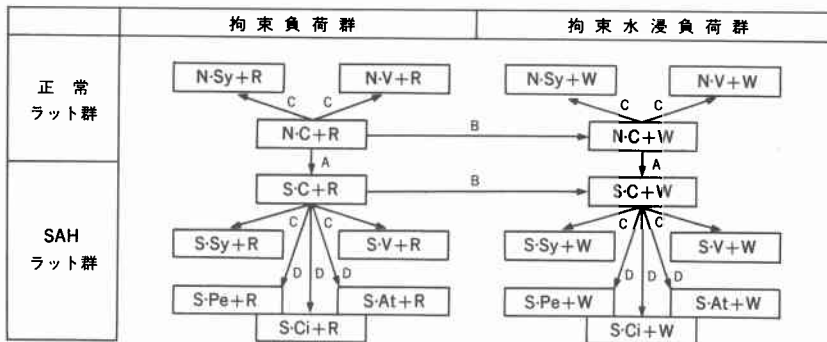 拘束負荷群 拘束水浸負荷群
正常
ラット群
N·Sy+R N·V+R N·Sy+W N·V+W
C C C C
N·C+R B N·C+W
A A
S·C+R B S·C+W
SAH
ラット群
C C C C
S·Sy+R S·V+R S·Sy+W S·V+W
D D D D D D
S·Pe+R S·At+R S·Pe+W S·At+W
S·Ci+R S·Ci+W